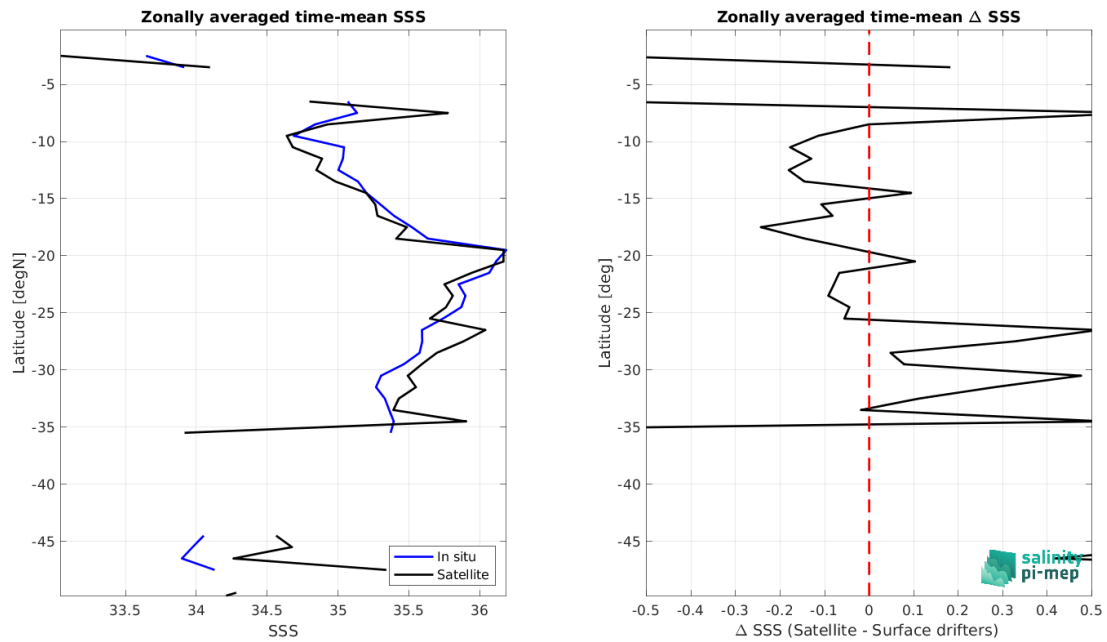 Zonally averaged time-mean SSS
Latitude [degN]
-5
-10
-15
-20
-25
-30
-35
-40
-45
In situ
Satellite
33.5 34 34.5 35 35.5 36
SSS
Zonally averaged time-mean Δ SSS
Latitude [deg]
-5
-10
-15
-20
-25
-30
-35
-40
-45
salinity
pi-mep
-0.5 -0.4 -0.3 -0.2 -0.1 0 0.1 0.2 0.3 0.4 0.5
Δ SSS (Satellite - Surface drifters)